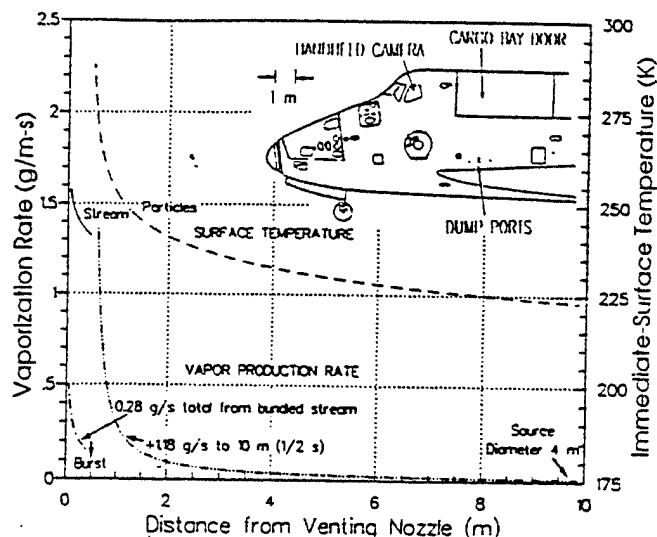 2.5
2
1.5
1
.5
0
Vaporization Rate (g/m-s)
HANDHELD CAMERA
CARGO BAY DOOR
1 m
Stream
Particles
SURFACE TEMPERATURE
DUMP PORTS
VAPOR PRODUCTION RATE
0.28 g/s total from bunded stream
+1.18 g/s to 10 m (1/2 s)
Burst
Source
Diameter 4 m
300
275
250
225
200
175
Immediate-Surface Temperature (K)
0
2
4
6
8
10
Distance from Venting Nozzle (m)